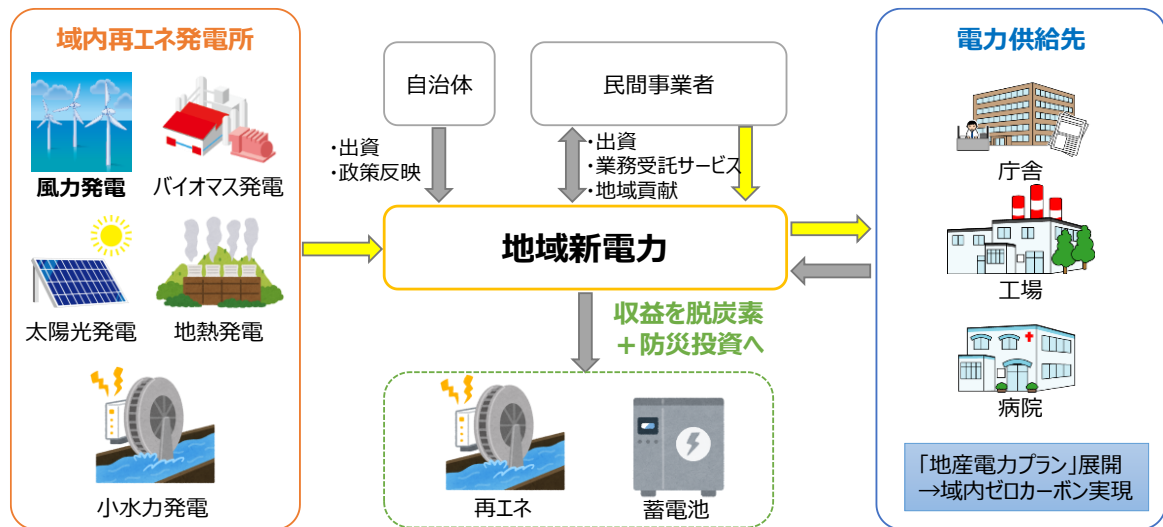 域内再エネ発電所
風力発電
バイオマス発電
太陽光発電
地熱発電
小水力発電
自治体
民間事業者
・出資
・政策反映
・出資
・業務受託サービス
・地域貢献
地域新電力
収益を脱炭素
＋防災投資へ
再エネ
蓄電池
電力供給先
庁舎
工場
病院
「地産電力プラン」展開
→域内ゼロカーボン実現